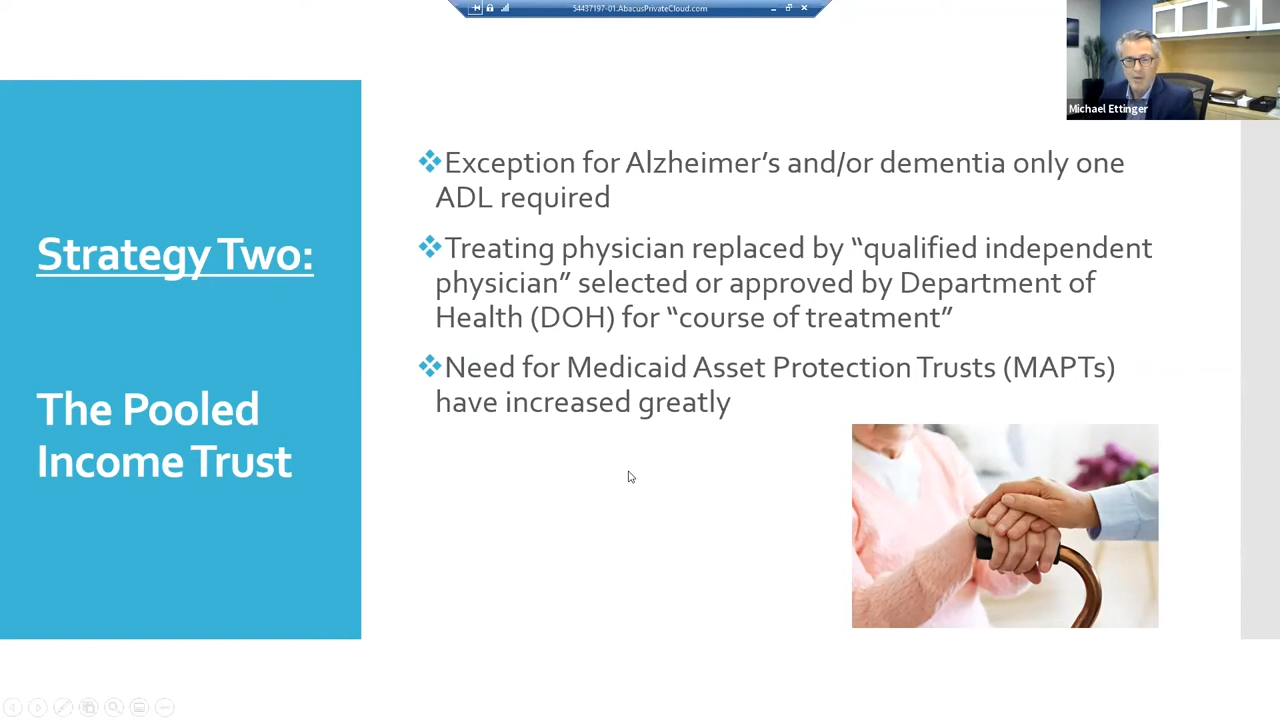 54437197-01.AbacusPrivateCloud.com
Michael Ettinger
Strategy Two:
The Pooled
Income Trust
❖Exception for Alzheimer’s and/or dementia only one
ADL required
❖Treating physician replaced by “qualified independent
physician” selected or approved by Department of
Health (DOH) for “course of treatment”
❖Need for Medicaid Asset Protection Trusts (MAPTs)
have increased greatly